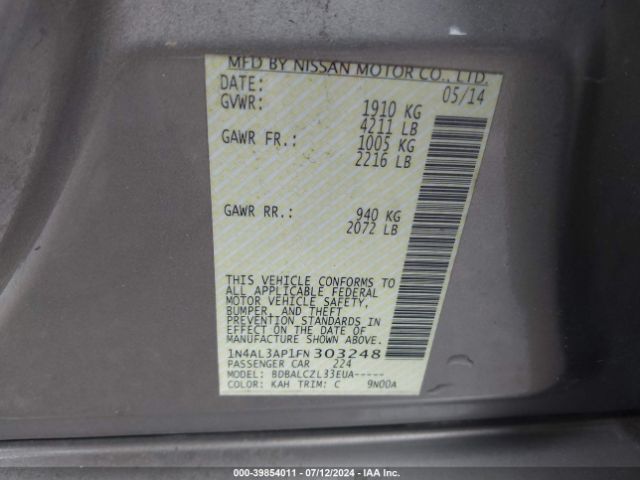 MFD BY NISSAN MOTOR CO., LTD.
DATE: 05/14
GVWR: 1910 KG
4211 LB
GAWR FR.: 1005 KG
2216 LB
GAWR RR.: 940 KG
2072 LB
THIS VEHICLE CONFORMS TO
ALL APPLICABLE FEDERAL
MOTOR VEHICLE SAFETY,
BUMPER, AND THEFT
PREVENTION STANDARDS IN
EFFECT ON THE DATE OF
MANUFACTURE SHOWN ABOVE.
1N4AL3AP1FN 303248
PASSENGER CAR 224
MODEL: BDBALCZL33EUA-----
COLOR: KAH TRIM: C 9N00A
000-39854011 - 07/12/2024 - IAA Inc.